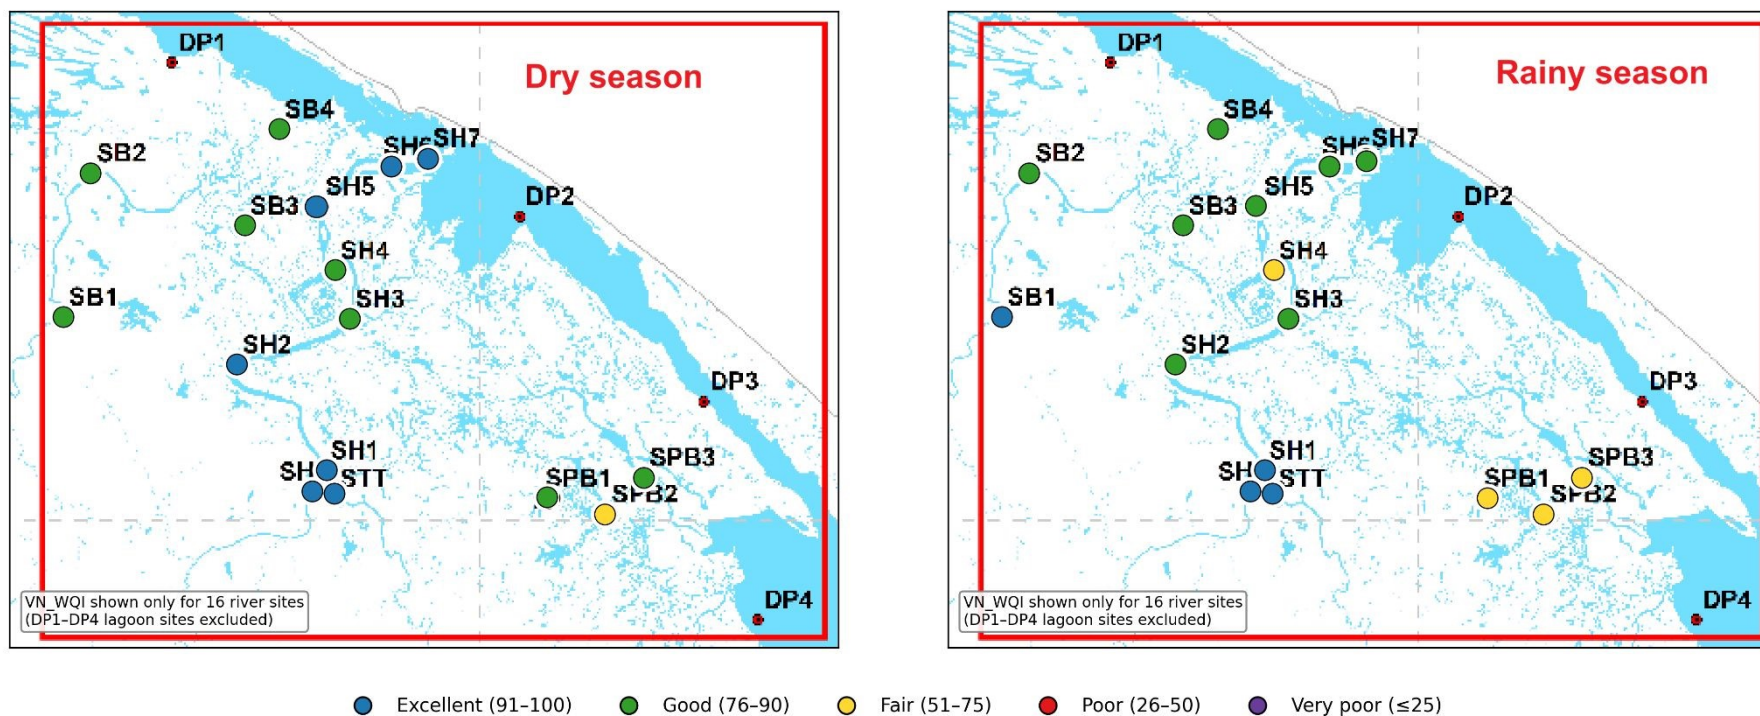 DP1
Dry season
SB4
SH7
SB2
SH5
DP2
SB3
SH4
SB1
SH3
SH2
DP3
SH1
SH
STT
SPB3
SPB1
SPB2
VN_WQI shown only for 16 river sites
(DP1–DP4 lagoon sites excluded)
DP4
DP1
Rainy season
SB4
SH7
SB2
SH5
DP2
SB3
SH4
SB1
SH3
SH2
DP3
SH
STT
SPB3
SPB1
SPB2
SH1
VN_WQI shown only for 16 river sites
(DP1–DP4 lagoon sites excluded)
DP4
Excellent (91–100)
Good (76–90)
Fair (51–75)
Poor (26–50)
Very poor (≤25)